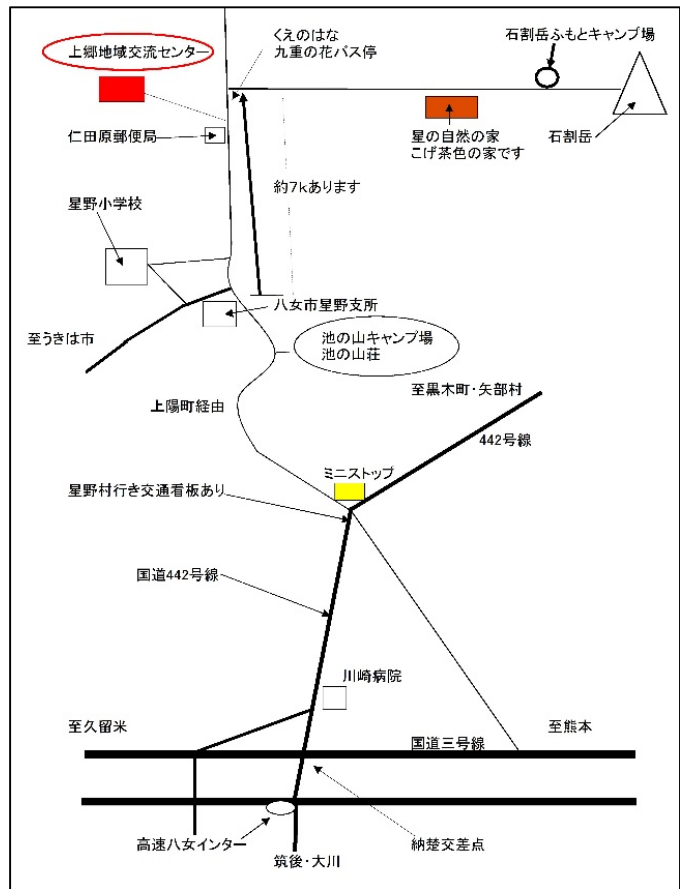 上郷地域交流センター
くえのはな
九重の花バス停
石割岳ふもとキャンプ場
仁田原郵便局
星の自然の家
こげ茶色の家です
石割岳
約7kあります
星野小学校
八女市星野支所
至うきは市
池の山キャンプ場
池の山荘
上陽町経由
至黒木町・矢部村
442号線
ミニストップ
星野村行き交通看板あり
国道442号線
川崎病院
至久留米
国道三号線
至熊本
高速八女インター
納楚交差点
筑後・大川